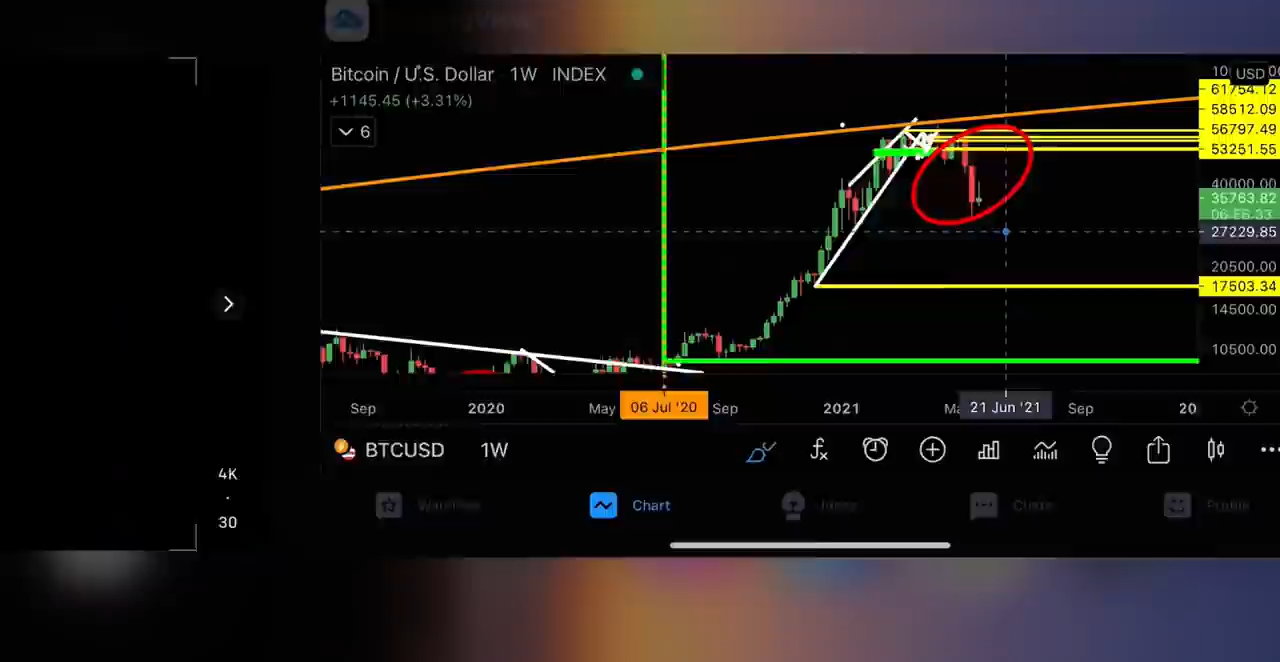 Bitcoin / U.S. Dollar 1W INDEX
+1145.45 (+3.31%)
6
USD
61754.12
58512.09
56797.49
53251.55
40000.00
35763.82
27229.85
20500.00
17503.34
14500.00
10500.00
Sep 2020 May 06 Jul '20 Sep 2021 21 Jun '21 Sep 20
BTCUSD 1W
4K
30
Chart